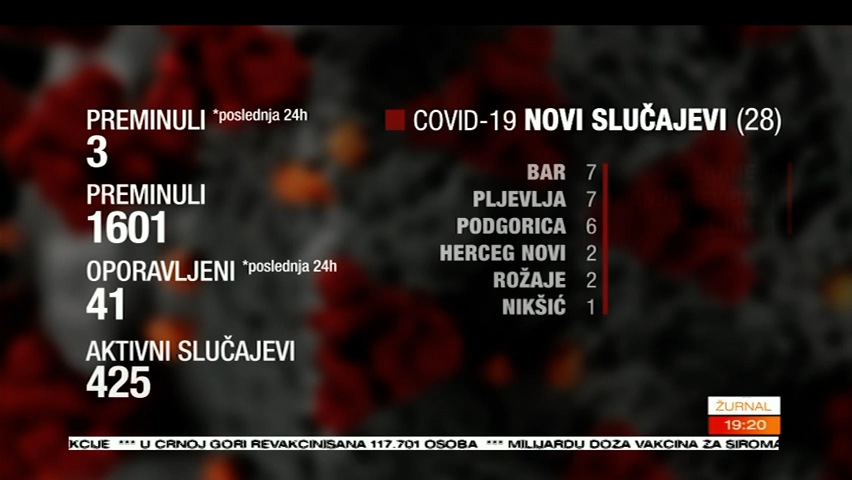 PREMINULI *poslednja 24h
3
PREMINULI
1601
OPORAVLJENI *poslednja 24h
41
AKTIVNI SLUČAJEVI
425
COVID-19 NOVI SLUČAJEVI (28)
BAR 7
PLJEVLJA 7
PODGORICA 6
HERCEG NOVI 2
ROŽAJE 2
NIKŠIĆ 1
ŽURNAL
19:20
KCIJE *** U CRNOJ GORI REVAKCINISANA 117.701 OSOBA *** MILIJARDU DOZA VAKCINA ZA SIROMA